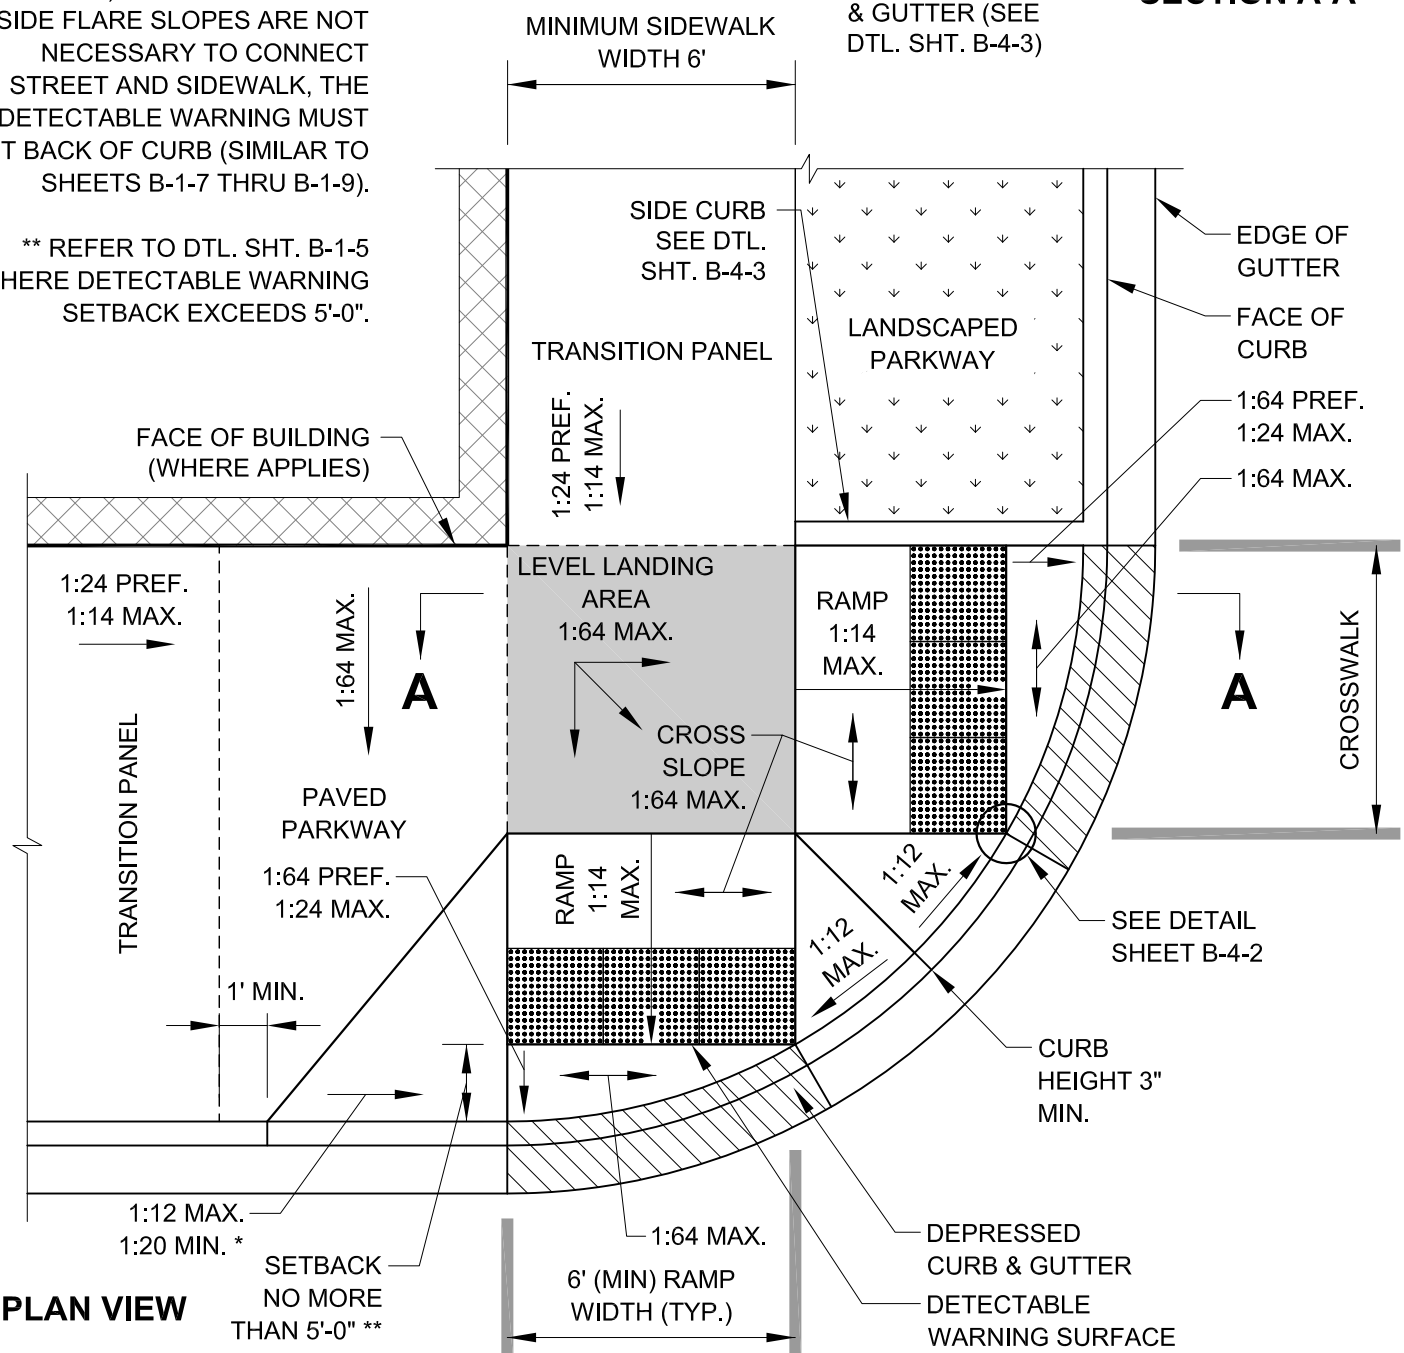 SIDE FLARE SLOPES ARE NOT
NECESSARY TO CONNECT
STREET AND SIDEWALK, THE
DETECTABLE WARNING MUST
BACK OF CURB (SIMILAR TO
SHEETS B-1-7 THRU B-1-9).
** REFER TO DTL. SHT. B-1-5
DETECTABLE WARNING
SETBACK EXCEEDS 5'-0".
MINIMUM SIDEWALK
WIDTH 6'
& GUTTER (SEE
DTL. SHT. B-4-3)
SECTION A-A
SIDE CURB
SEE DTL.
SHT. B-4-3
EDGE OF
GUTTER
FACE OF
CURB
LANDSCAPED
PARKWAY
TRANSITION PANEL
1:24 PREF.
1:14 MAX.
1:64 PREF.
1:24 MAX.
1:64 MAX.
FACE OF BUILDING
(WHERE APPLIES)
1:24 PREF.
1:14 MAX.
1:64 MAX.
A
LEVEL LANDING
AREA
1:64 MAX.
RAMP
1:14
MAX.
A
CROSSWALK
TRANSITION PANEL
CROSS
SLOPE
1:64 MAX.
PAVED
PARKWAY
1:64 PREF.
1:24 MAX.
RAMP
1:14
MAX.
1:12
MAX.
1:12
MAX.
SEE DETAIL
SHEET B-4-2
1' MIN.
CURB
HEIGHT 3"
MIN.
1:12 MAX.
1:20 MIN. *
SETBACK
NO MORE
THAN 5'-0" **
1:64 MAX.
6' (MIN) RAMP
WIDTH (TYP.)
DEPRESSED
CURB & GUTTER
DETECTABLE
WARNING SURFACE
PLAN VIEW